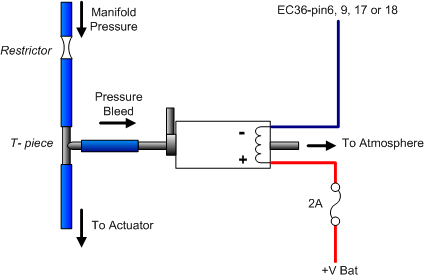 Manifold
Pressure
EC36-pin6, 9, 17 or 18
Restrictor
Pressure
Bleed
T- piece
-
+
To Atmosphere
To Actuator
2A
+V Bat